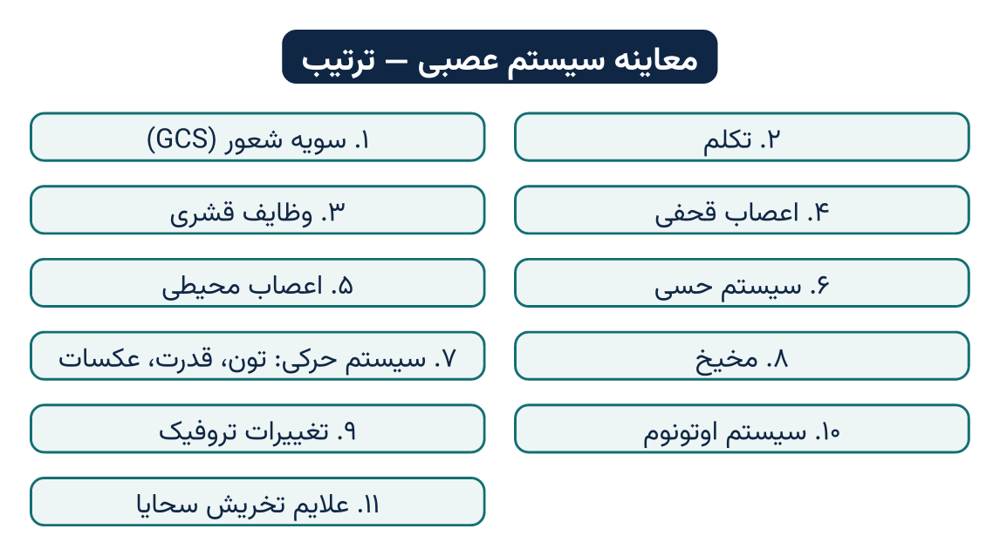 معاینه سیستم عصبی – ترتیب
۱. سویه شعور (GCS)
۲. تکلم
۳. وظایف قشری
۴. اعصاب قحفی
۵. اعصاب محیطی
۶. سیستم حسی
۷. سیستم حرکی: تون، قدرت، عکسات
۸. مخیخ
۹. تغییرات تروفیک
۱۰. سیستم اوتونوم
۱۱. علایم تخریش سحایا